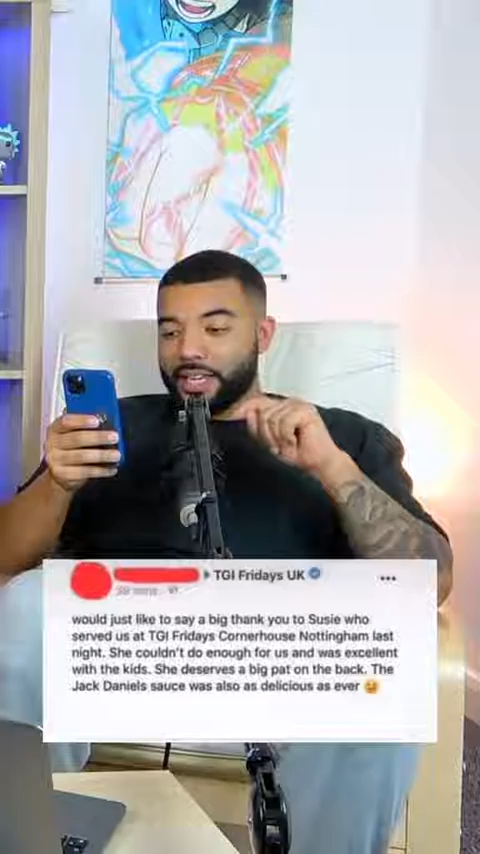 TGI Fridays UK
would just like to say a big thank you to Susie who
served us at TGI Fridays Cornerhouse Nottingham last
night. She couldn't do enough for us and was excellent
with the kids. She deserves a big pat on the back. The
Jack Daniels sauce was also as delicious as ever 😆